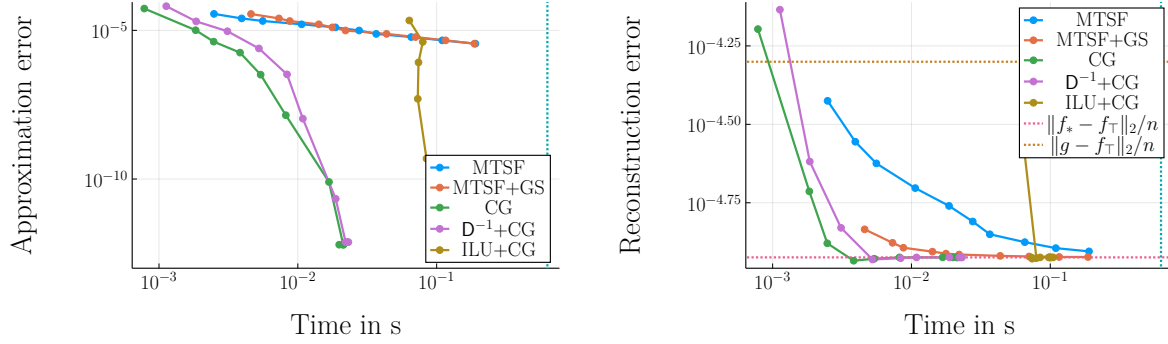 Approximation error
10⁻⁵
10⁻¹⁰
10⁻³
10⁻²
10⁻¹
Time in s
MTSF
MTSF+GS
CG
D⁻¹+CG
ILU+CG
Reconstruction error
10⁻⁴·²⁵
10⁻⁴·⁵⁰
10⁻⁴·⁷⁵
10⁻³
10⁻²
10⁻¹
Time in s
MTSF
MTSF+GS
CG
D⁻¹+CG
ILU+CG
‖f_* − f_⊤‖₂/n
‖g − f_⊤‖₂/n